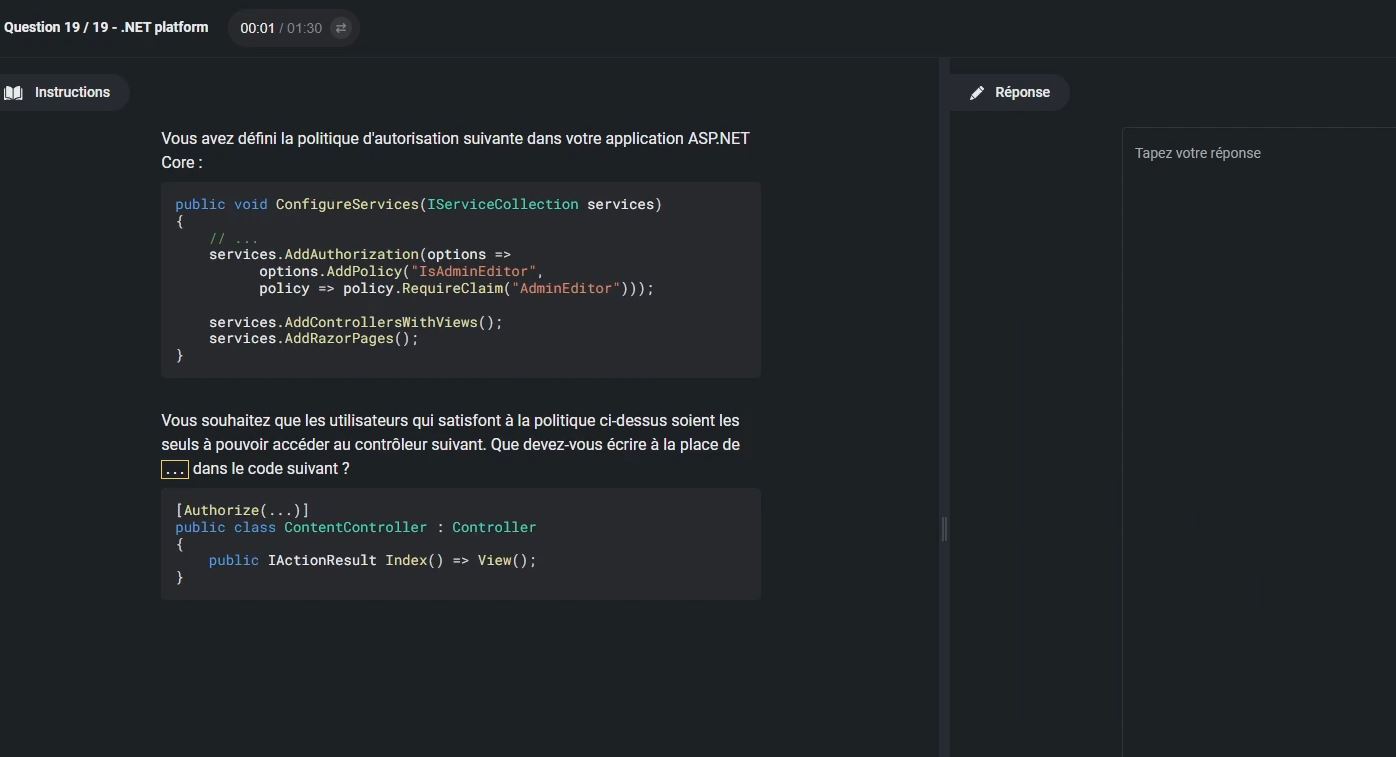 Question 19 / 19 - .NET platform
00:01 / 01:30
Instructions
Réponse
Vous avez défini la politique d'autorisation suivante dans votre application ASP.NET
Core :
public void ConfigureServices(IServiceCollection services)
{
    // ...
    services.AddAuthorization(options =>
          options.AddPolicy("IsAdminEditor",
          policy => policy.RequireClaim("AdminEditor")));

    services.AddControllersWithViews();
    services.AddRazorPages();
}
Vous souhaitez que les utilisateurs qui satisfont à la politique ci-dessus soient les
seuls à pouvoir accéder au contrôleur suivant. Que devez-vous écrire à la place de
... dans le code suivant ?
[Authorize(...)]
public class ContentController : Controller
{
    public IActionResult Index() => View();
}
Tapez votre réponse